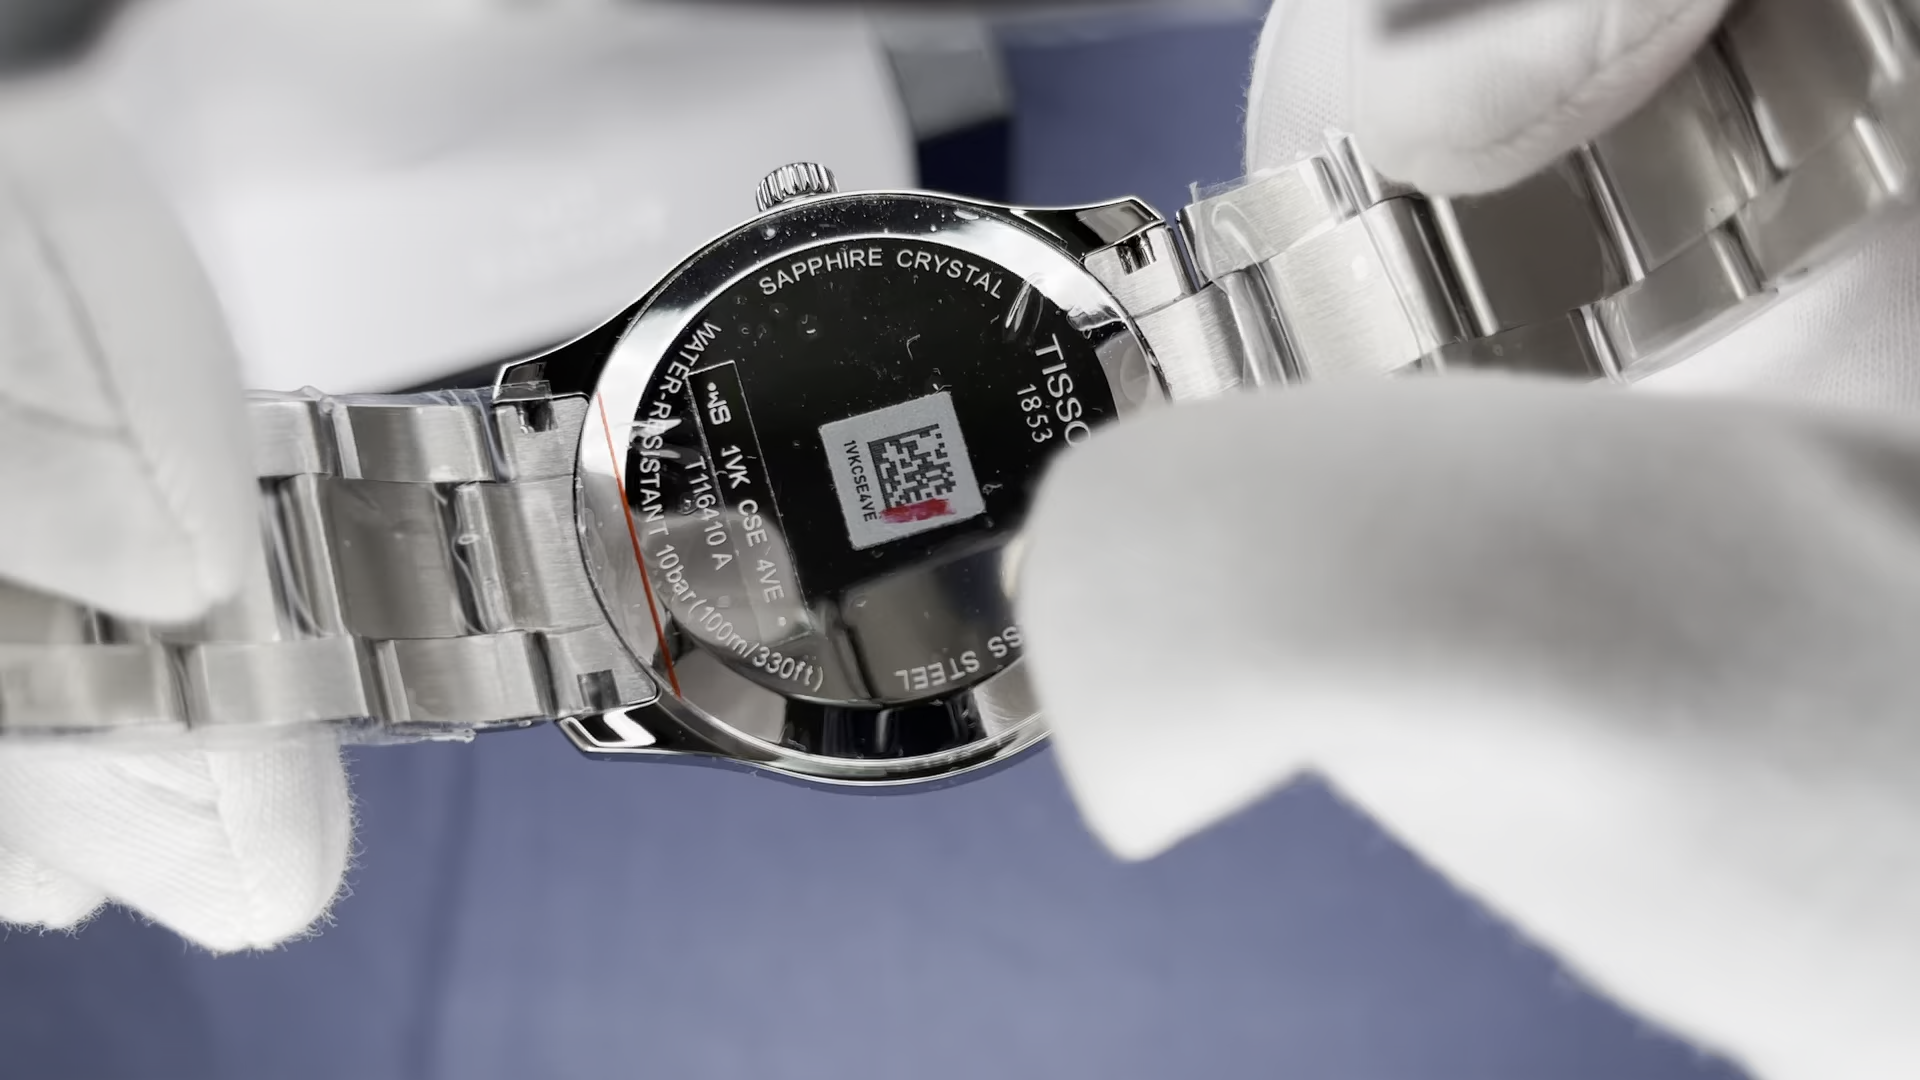 SAPPHIRE CRYSTAL
TISSO
1853
WATER-RESISTANT 10bar(100m/330ft)
1VK CSE 4VE
T116410 A
1VKCSE4VE
SS STEEL